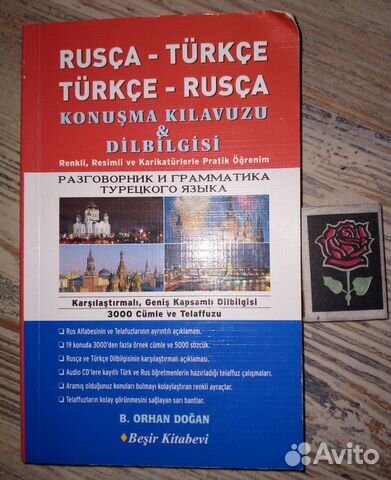 RUSÇA - TÜRKÇE
TÜRKÇE - RUSÇA
KONUŞMA KILAVUZU
&
DİLBİLGİSİ
Renkli, Resimli ve Karikatürlerle Pratik Öğrenim
РАЗГОВОРНИК И ГРАММАТИКА
ТУРЕЦКОГО ЯЗЫКА
Karşılaştırmalı, Geniş Kapsamlı Dilbilgisi
3000 Cümle ve Telaffuzu
Rus Alfabesinin ve Telafuzlarının ayrıntılı açıklaması.
19 konuda 3000'den fazla örnek cümle ve 5000 sözcük.
Rusça ve Türkçe Dilbilgisinin karşılaştırmalı açıklaması.
Audio CD'lere kayıtlı Türk ve Rus öğretmenlerin hazırladığı telaffuz çalışmaları.
Aramış olduğunuz konuları bulmayı kolaylaştıran renkli ayraçlar.
Telaffuzların kolay görünmesini sağlayan sarı bantlar.
B. ORHAN DOĞAN
Beşir Kitabevi
Avito